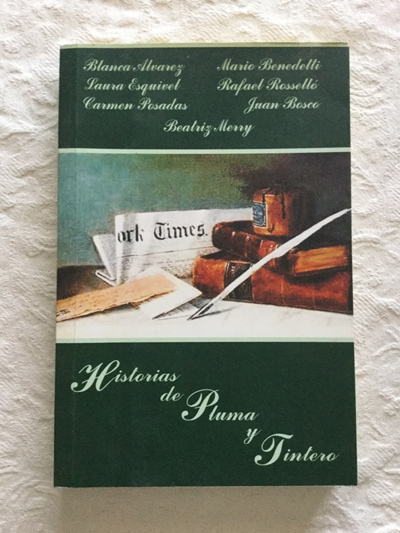 Blanca Alvarez Mario Benedetti
Laura Esquivel Rafael Rosselló
Carmen Posadas Juan Bosco
Beatriz Merry
ork Times.
Historias
de Pluma
y Tintero